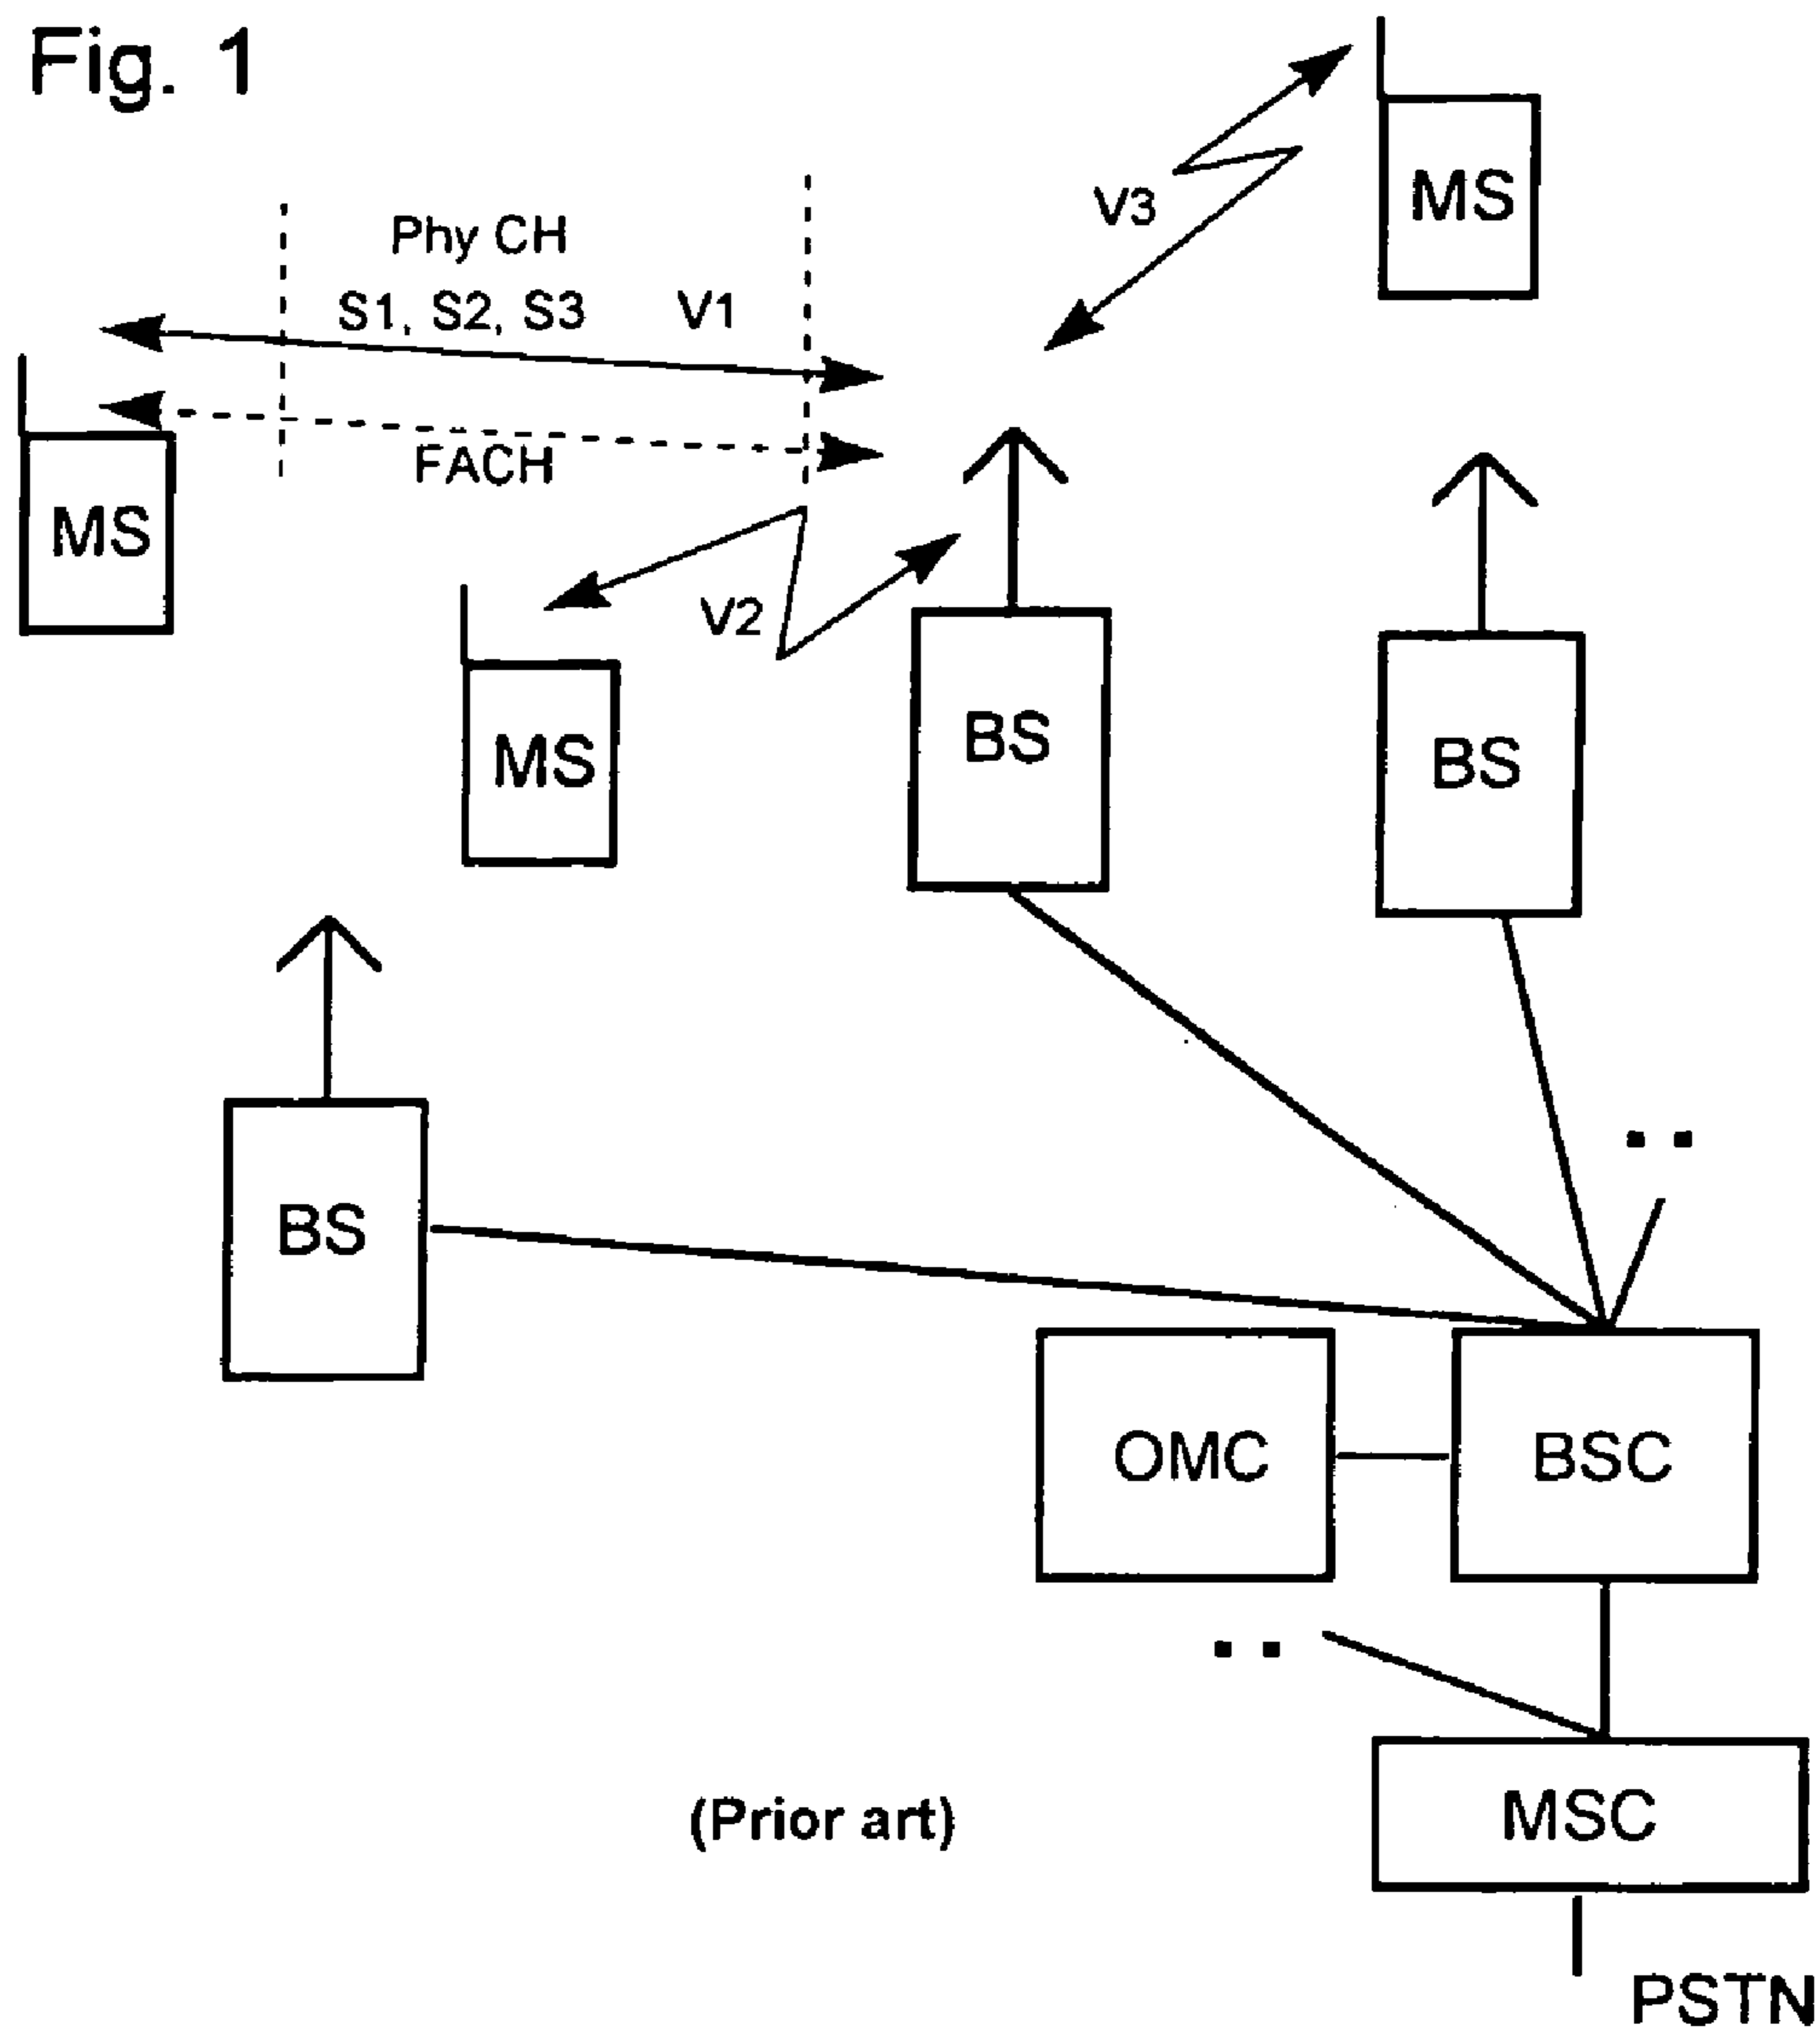 Fig. 1
MS
V3
Phy CH
S1, S2, S3 V1
FACH
MS
V2
MS
BS
BS
BS
OMC
BSC
MSC
(Prior art)
PSTN